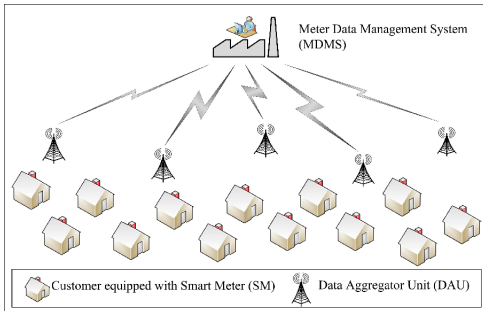 Meter Data Management System
(MDMS)
Customer equipped with Smart Meter (SM)
Data Aggregator Unit (DAU)